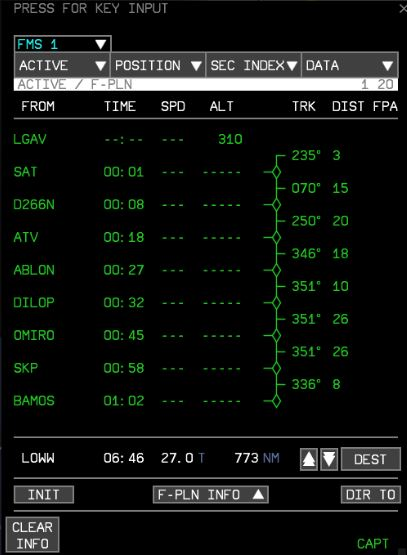 PRESS FOR KEY INPUT
FMS 1
ACTIVE POSITION SEC INDEX DATA
ACTIVE / F-PLN 1 20
FROM TIME SPD ALT TRK DIST FPA
LGAV --:-- --- 310
235° 3
SAT 00:01 --- -----
070° 15
D266N 00:08 --- -----
250° 20
ATV 00:18 --- -----
346° 18
ABLON 00:27 --- -----
351° 10
DILOP 00:32 --- -----
351° 26
OMIRO 00:45 --- -----
351° 26
SKP 00:58 --- -----
336° 8
BAMOS 01:02 --- -----
LOWW 06:46 27.0 T 773 NM DEST
INIT F-PLN INFO DIR TO
CLEAR
INFO
CAPT